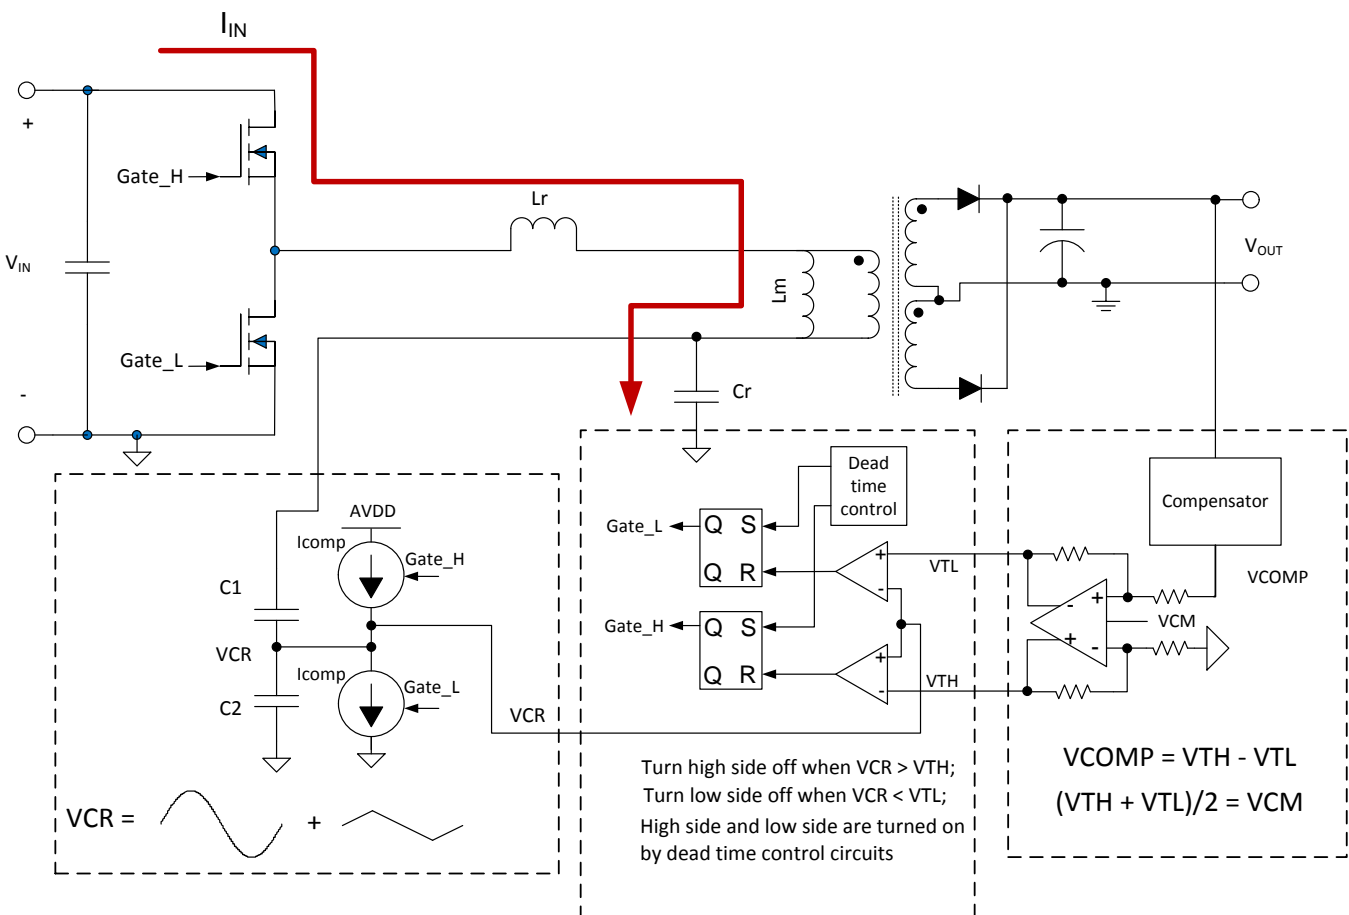 I_IN
+
Gate_H
Lr
V_IN
Lm
V_OUT
Gate_L
-
Cr
Dead
time
control
Compensator
AVDD
Icomp
Gate_H
Gate_L
Q S
Q R
+
-
VTL
VCOMP
C1
VCR
Icomp
Gate_L
C2
Gate_H
Q S
Q R
+
-
VTH
-
+
+
-
VCM
VCR
Turn high side off when VCR > VTH;
Turn low side off when VCR < VTL;
High side and low side are turned on
by dead time control circuits
VCOMP = VTH - VTL
(VTH + VTL)/2 = VCM
VCR =
+